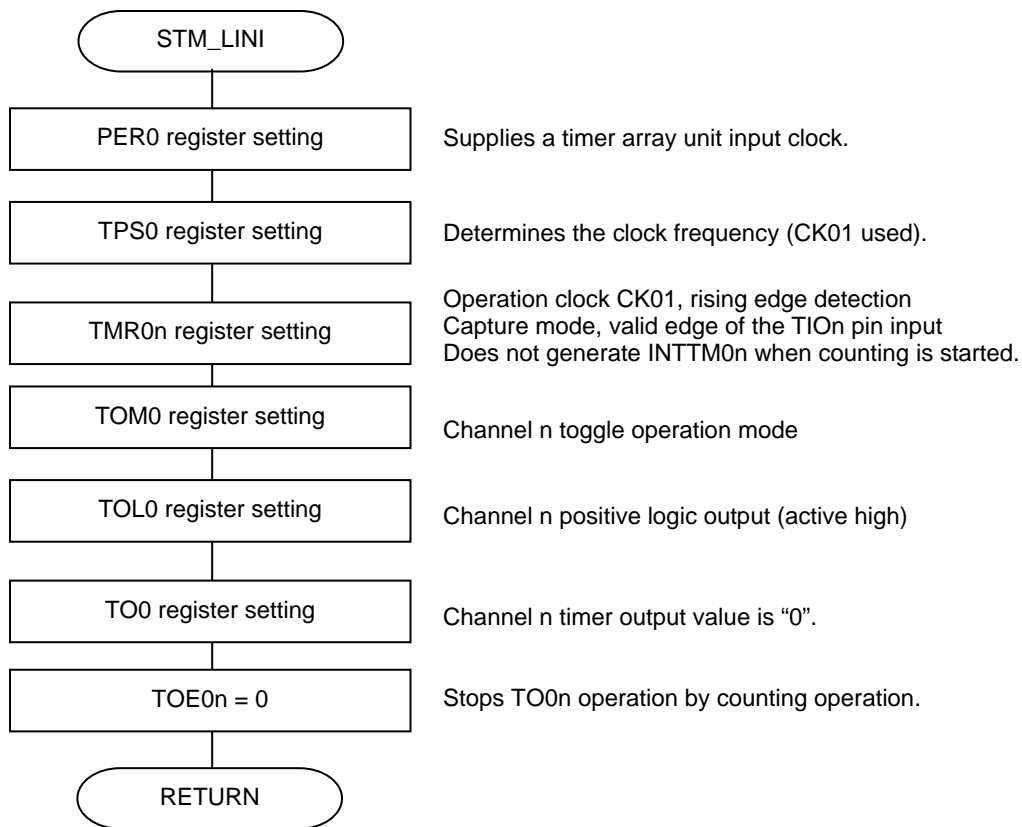 STM_LINI
PER0 register setting
Supplies a timer array unit input clock.
TPS0 register setting
Determines the clock frequency (CK01 used).
TMR0n register setting
Operation clock CK01, rising edge detection
Capture mode, valid edge of the TIOn pin input
Does not generate INTTM0n when counting is started.
TOM0 register setting
Channel n toggle operation mode
TOL0 register setting
Channel n positive logic output (active high)
TO0 register setting
Channel n timer output value is “0”.
TOE0n = 0
Stops TO0n operation by counting operation.
RETURN